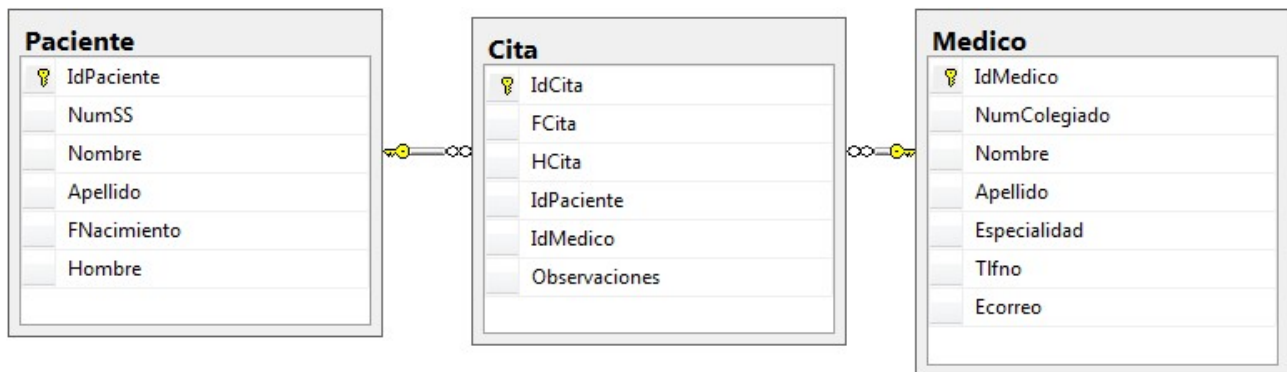 Paciente
IdPaciente
NumSS
Nombre
Apellido
FNacimiento
Hombre
Cita
IdCita
FCita
HCita
IdPaciente
IdMedico
Observaciones
Medico
IdMedico
NumColegiado
Nombre
Apellido
Especialidad
Tlfno
Ecorreo